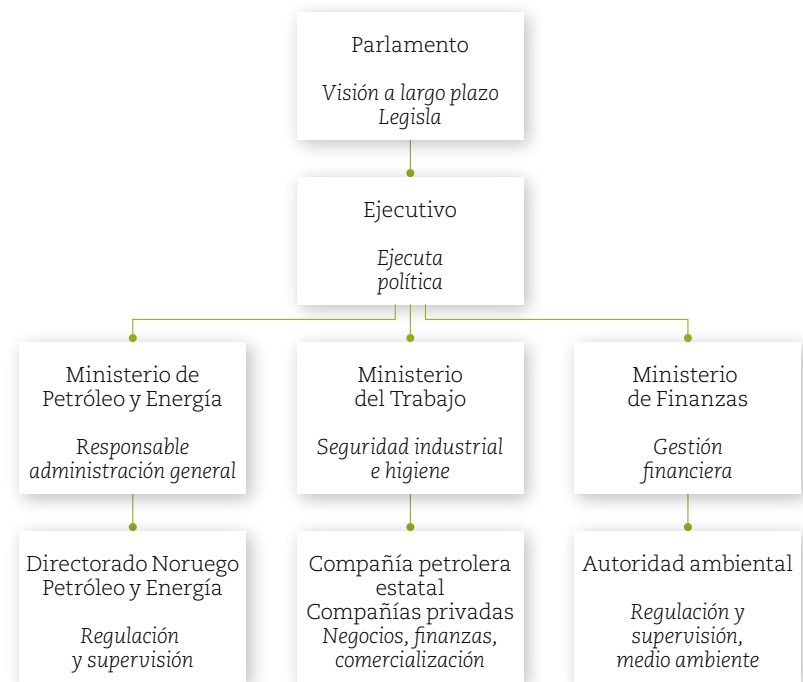 Parlamento
Visión a largo plazo
Legisla
Ejecutivo
Ejecuta
política
Ministerio de
Petróleo y Energía
Responsable
administración general
Ministerio
del Trabajo
Seguridad industrial
e higiene
Ministerio
de Finanzas
Gestión
financiera
Directorado Noruego
Petróleo y Energía
Regulación
y supervisión
Compañía petrolera
estatal
Compañías privadas
Negocios, finanzas,
comercialización
Autoridad ambiental
Regulación y
supervisión,
medio ambiente